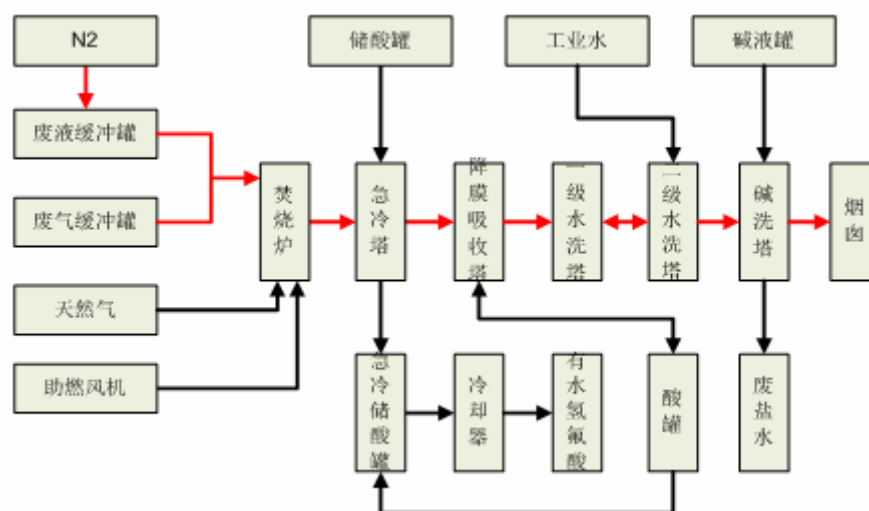 N2
储酸罐
工业水
碱液罐
废液缓冲罐
废气缓冲罐
焚烧炉
急冷塔
降膜吸收塔
一级水洗塔
二级水洗塔
碱洗塔
烟囱
天然气
助燃风机
急冷储酸罐
冷却器
有水氢氟酸
酸罐
废盐水